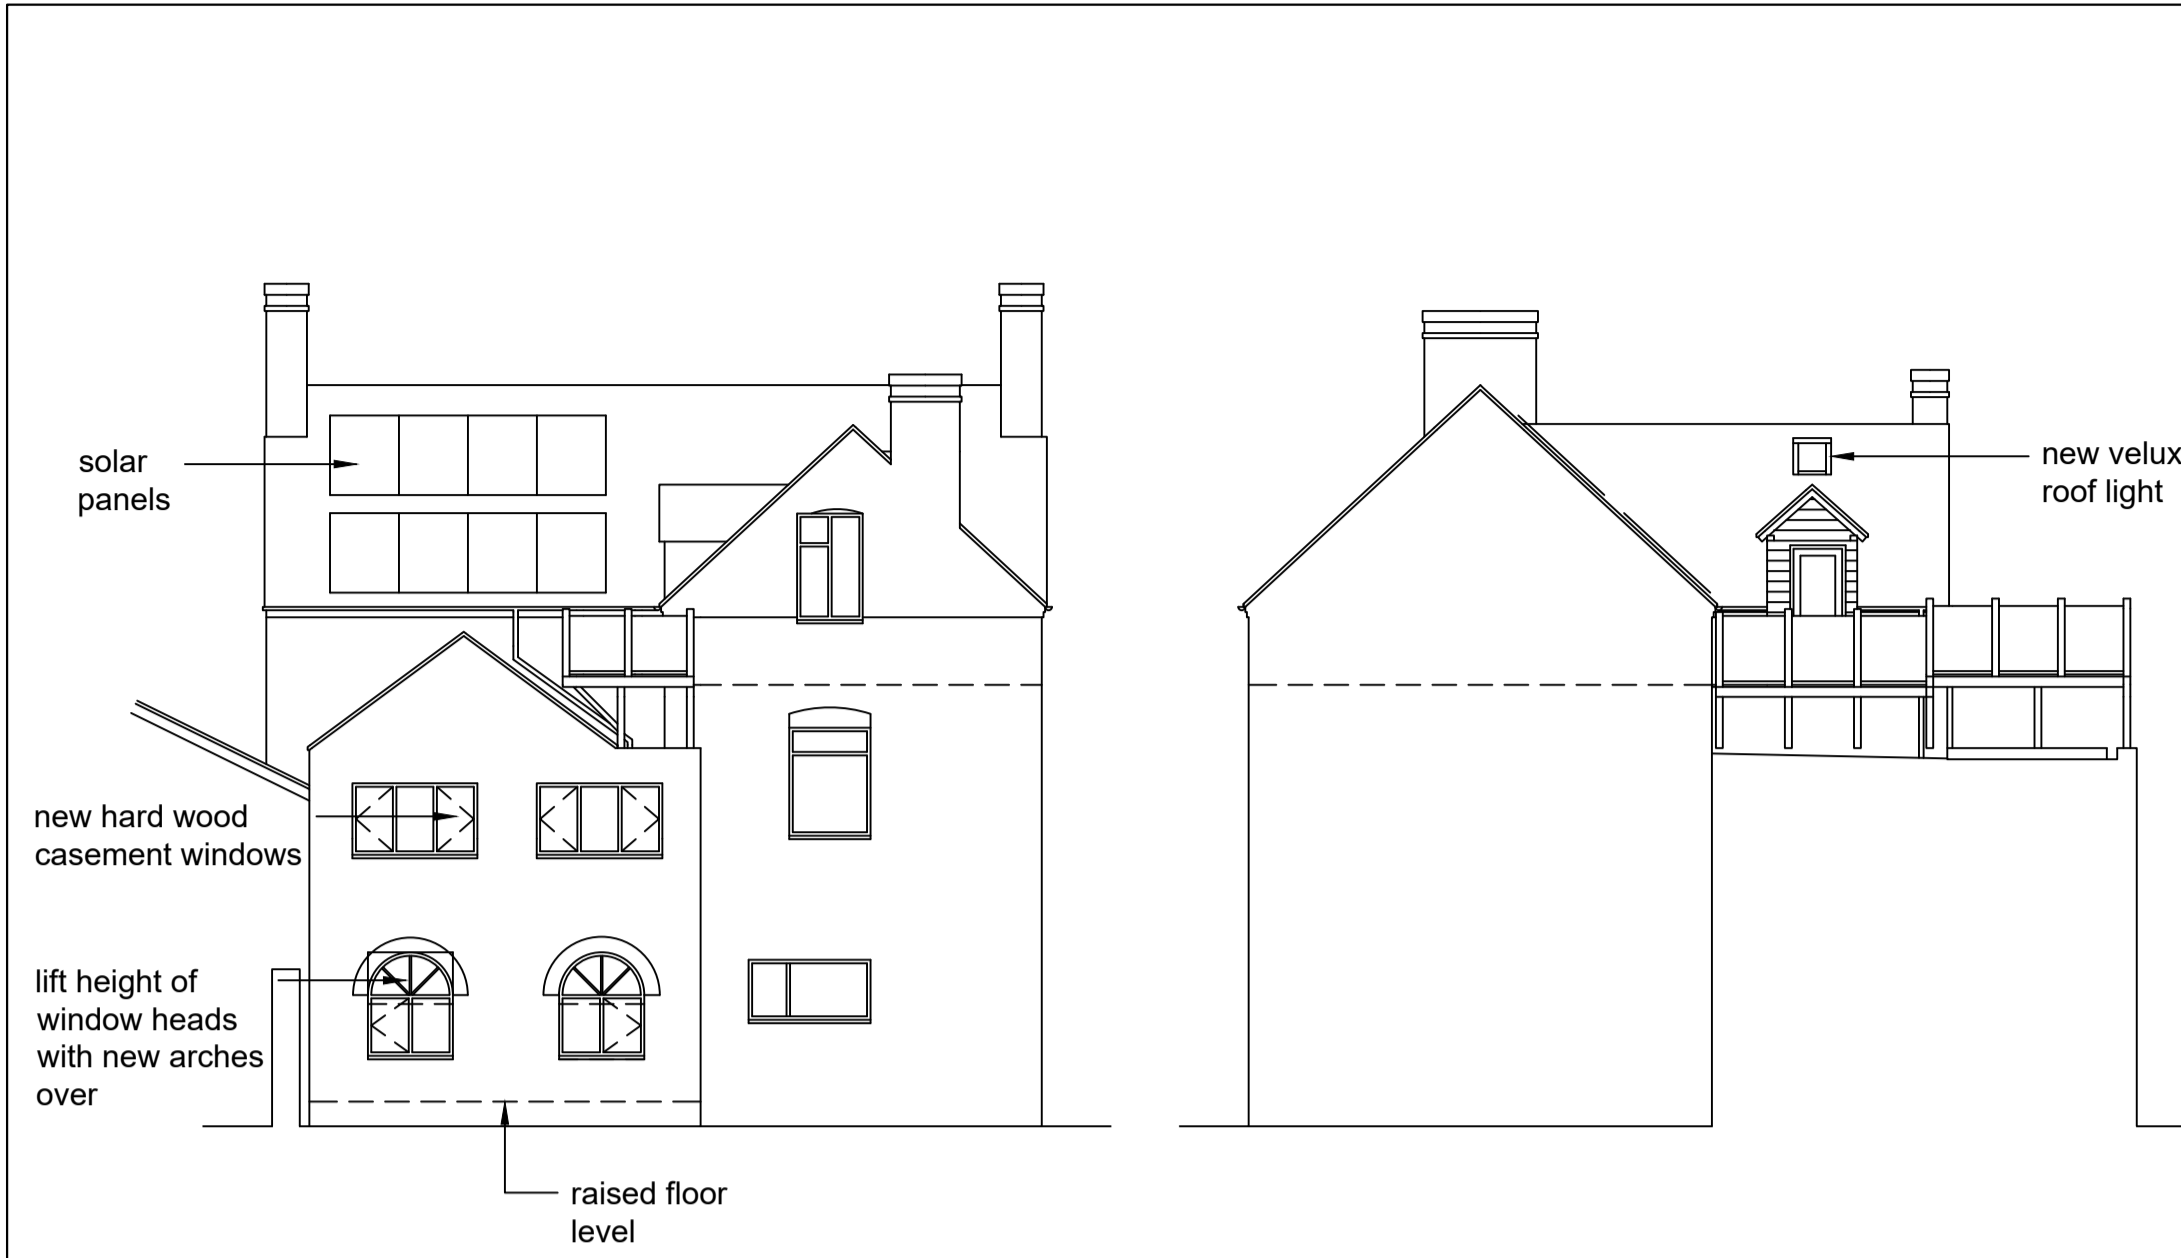 solar
panels
new velux
roof light
new hard wood
casement windows
lift height of
window heads
with new arches
over
raised floor
level